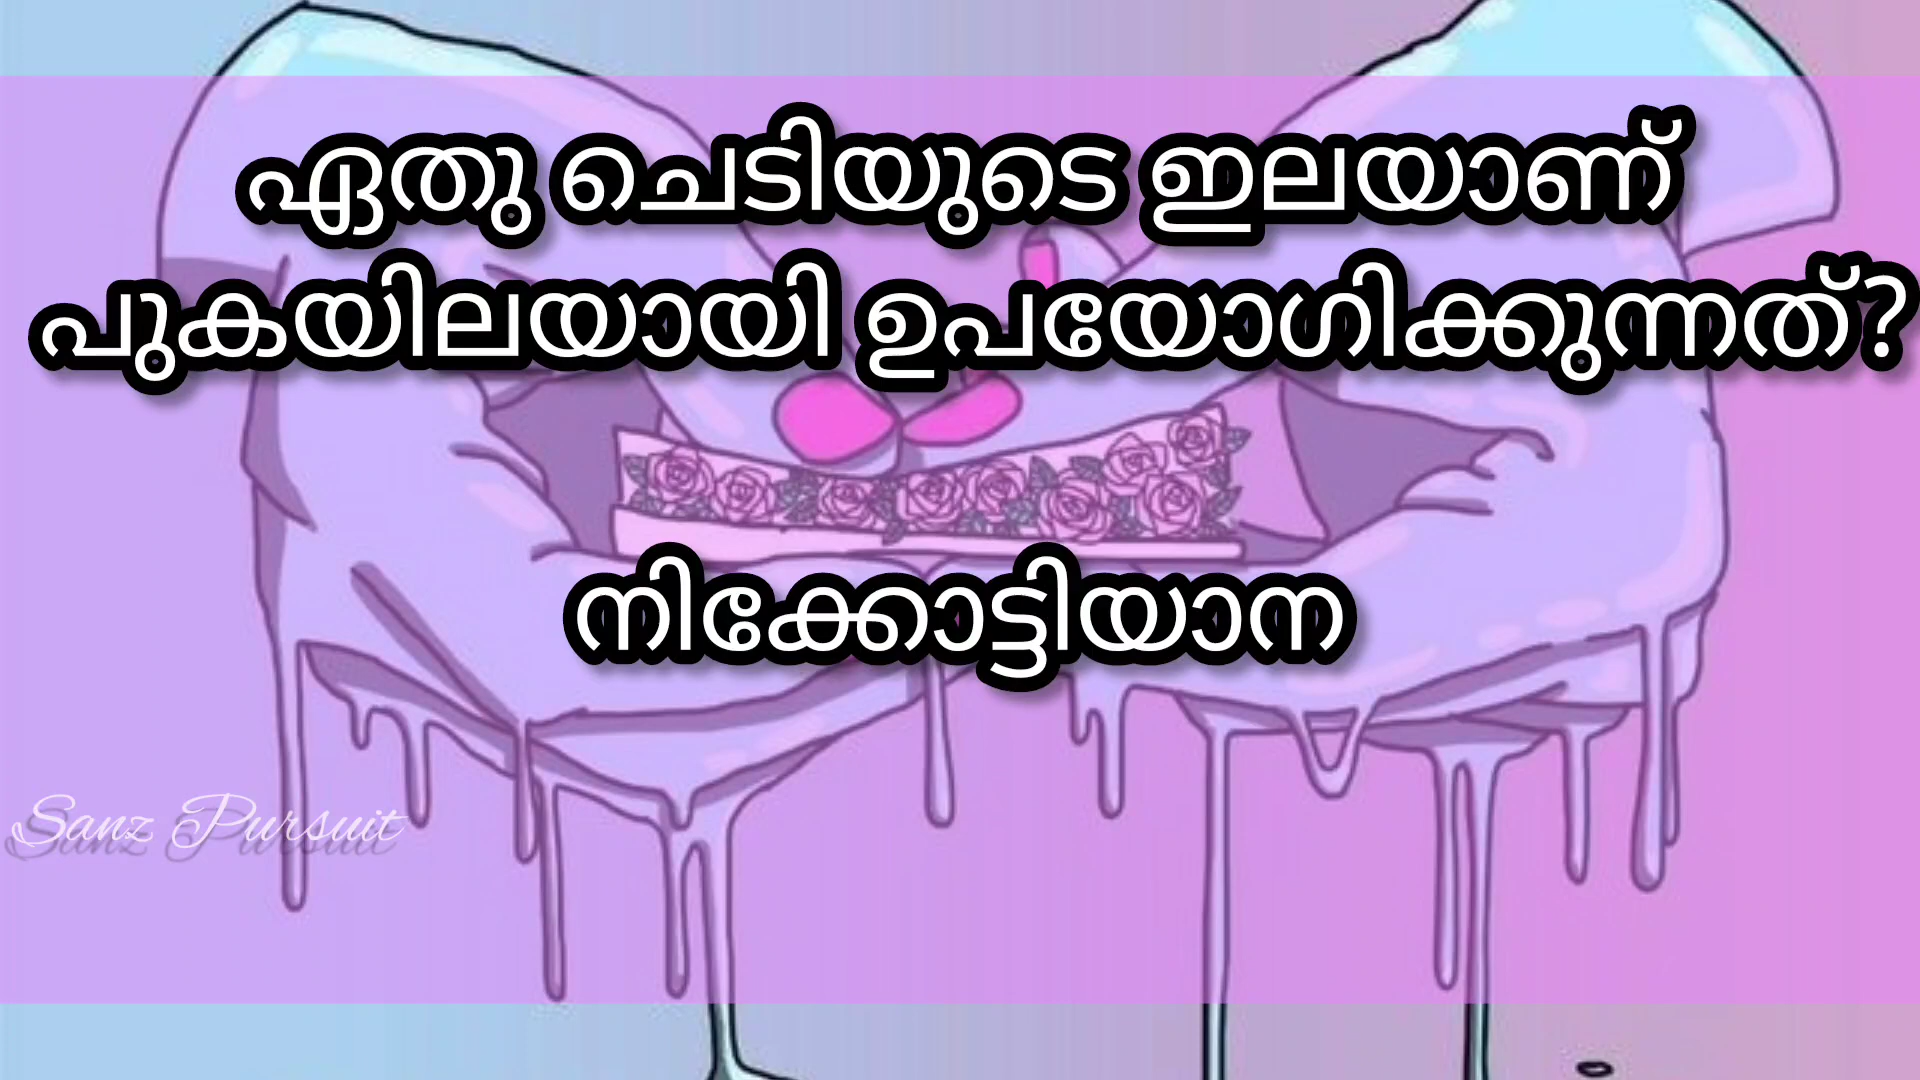 ഏതു ചെടിയുടെ ഇലയാണ്
പുകയിലയായി ഉപയോഗിക്കുന്നത്?
നിക്കോട്ടിയാന
Sanz Pursuit